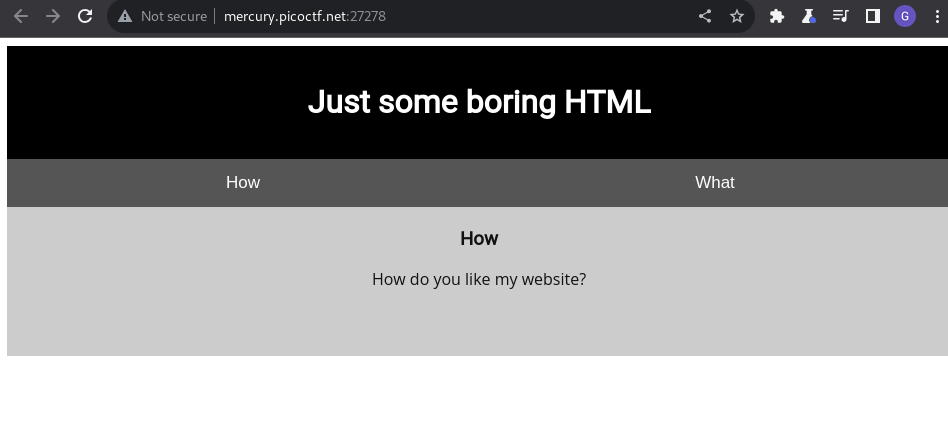 Not secure mercury.picoctf.net:27278 G
Just some boring HTML
How What
How
How do you like my website?